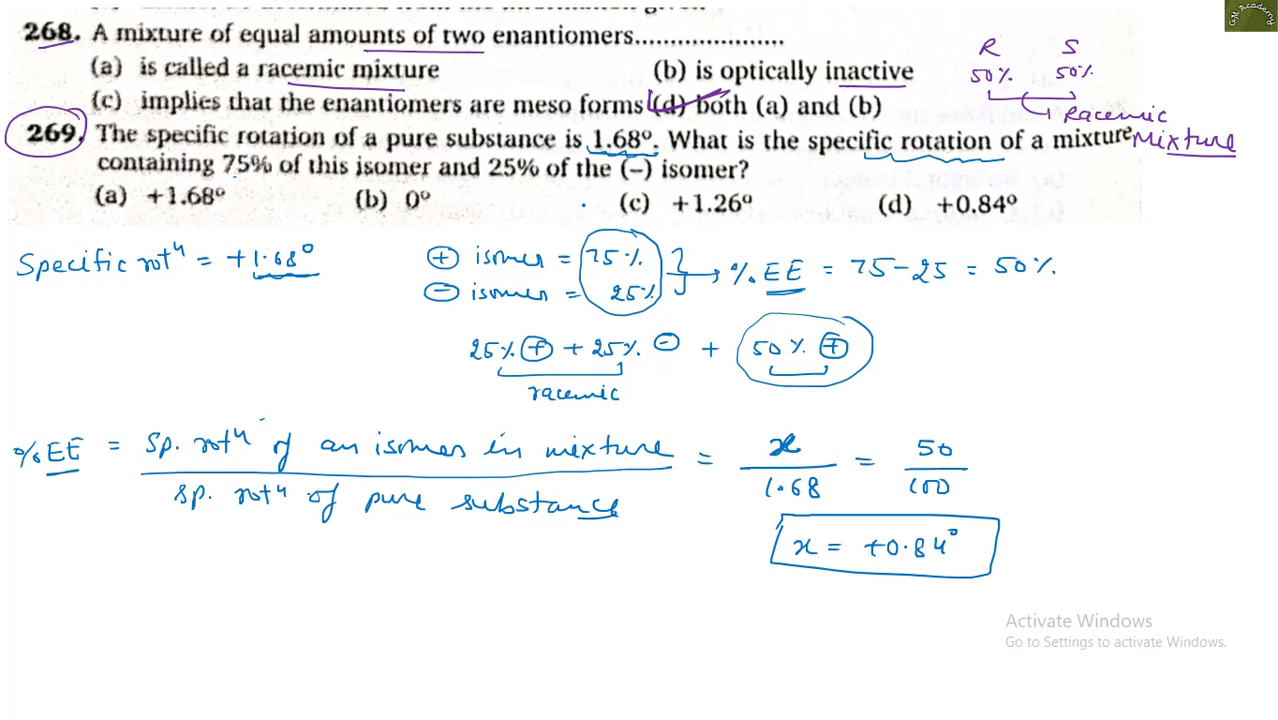 GN Academy
268. A mixture of equal amounts of two enantiomers.....................
(a) is called a racemic mixture (b) is optically inactive
(c) implies that the enantiomers are meso forms (d) both (a) and (b)
R S
50% 50%
Racemic
Mixture
269. The specific rotation of a pure substance is 1.68°. What is the specific rotation of a mixture
containing 75% of this isomer and 25% of the (–) isomer?
(a) +1.68° (b) 0° (c) +1.26° (d) +0.84°
Specific rotⁿ = +1.68°
+ isomer = 75%
− isomer = 25%
% EE = 75 - 25 = 50%.
25% + + 25% − + 50% +
racemic
% EE = Sp. rotⁿ of an isomer in mixture / sp. rotⁿ of pure substance = x / 1.68 = 50 / 100
x = +0.84°
Activate Windows
Go to Settings to activate Windows.